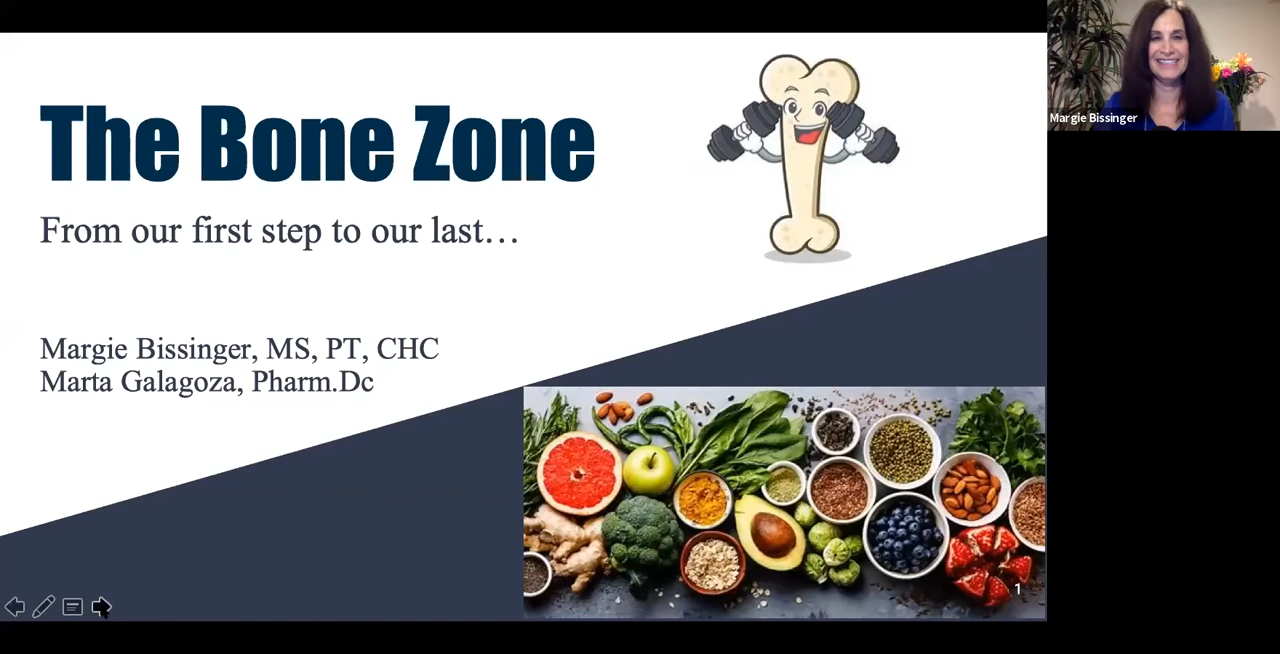 The Bone Zone
From our first step to our last…
Margie Bissinger, MS, PT, CHC
Marta Galagoza, Pharm.Dc
1
Margie Bissinger